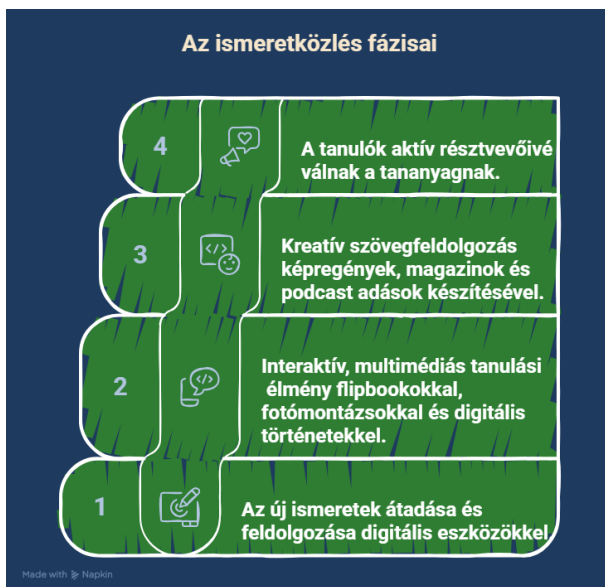 Az ismeretközlés fázisai
4
A tanulók aktív résztvevőivé
válnak a tananyagnak.
3
</>
Kreatív szövegfeldolgozás
képregények, magazinok és
podcast adások készítésével.
2
</>
Interaktív, multimédiás tanulási
élmény flipbookokkal,
fotómontázsokkal és digitális
történetekkel.
1
Az új ismeretek átadása és
feldolgozása digitális eszközökkel.
Made with Napkin